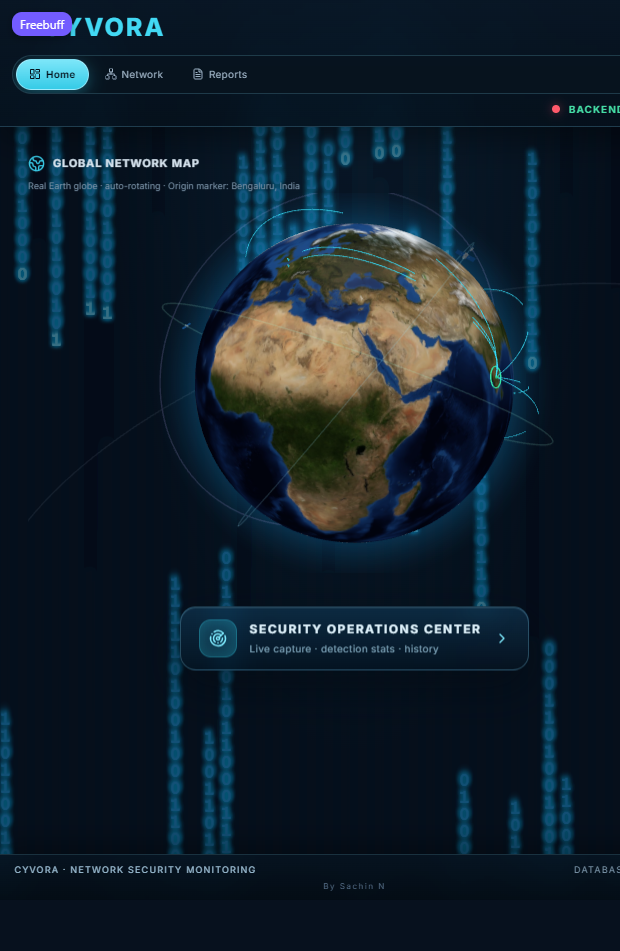 Freebuff
YVORA
Home
Network
Reports
BACKEND
GLOBAL NETWORK MAP
Real Earth globe · auto-rotating · Origin marker: Bengaluru, India
SECURITY OPERATIONS CENTER
Live capture · detection stats · history
CYVORA · NETWORK SECURITY MONITORING
DATABAS
By Sachin N